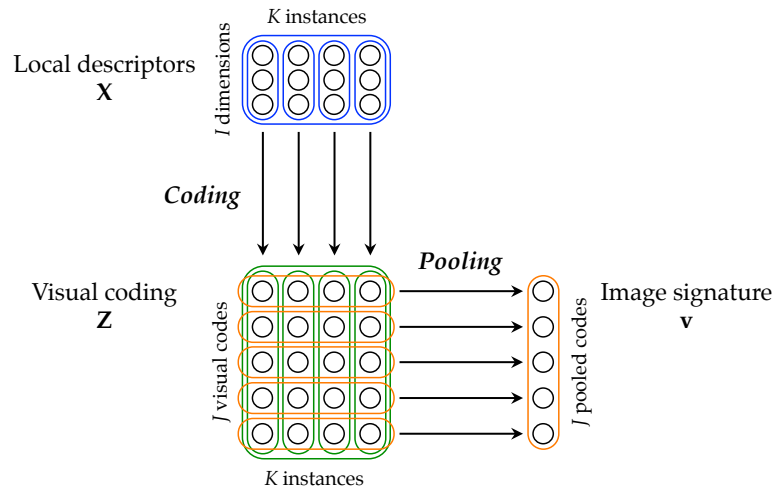 K instances
Local descriptors
X
I dimensions
Coding
Pooling
Visual coding
Z
J visual codes
Image signature
v
J pooled codes
K instances